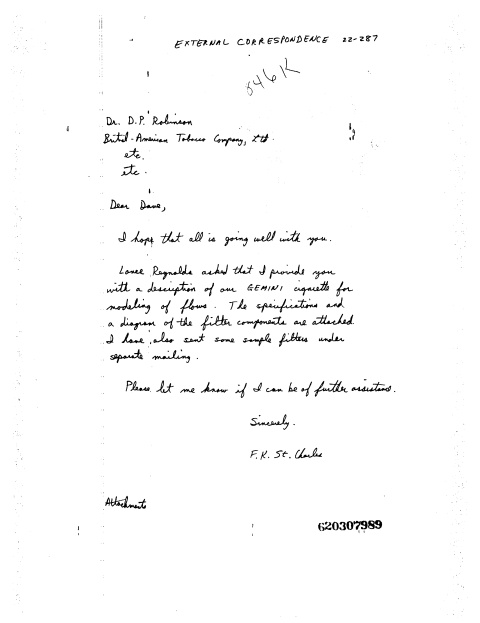 EXTERNAL CORRESPONDENCE 22-287
046K
Dr. D.P. Robinson
British-American Tobacco Company, Ltd.
etc.
etc.
Dear Dave,
I hope that all is going well with you.
Lance Reynolds asked that I provide you
with a description of our GEMINI cigarette for
modeling of flows. The specifications and
a diagram of the filter components are attached.
I have also sent some sample filters under
separate mailing.
Please let me know if I can be of further assistance.
Sincerely.
F.K. St. Charles
Attachments
620307989